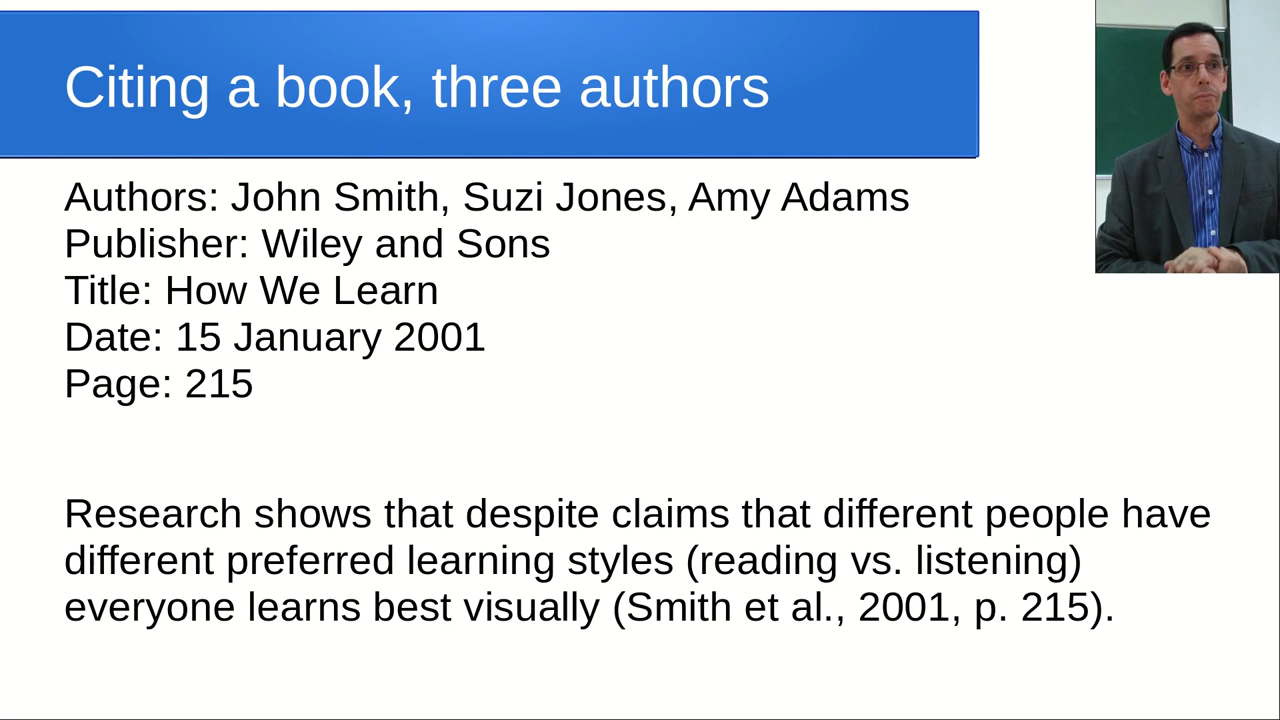 Citing a book, three authors
Authors: John Smith, Suzi Jones, Amy Adams
Publisher: Wiley and Sons
Title: How We Learn
Date: 15 January 2001
Page: 215
Research shows that despite claims that different people have
different preferred learning styles (reading vs. listening)
everyone learns best visually (Smith et al., 2001, p. 215).